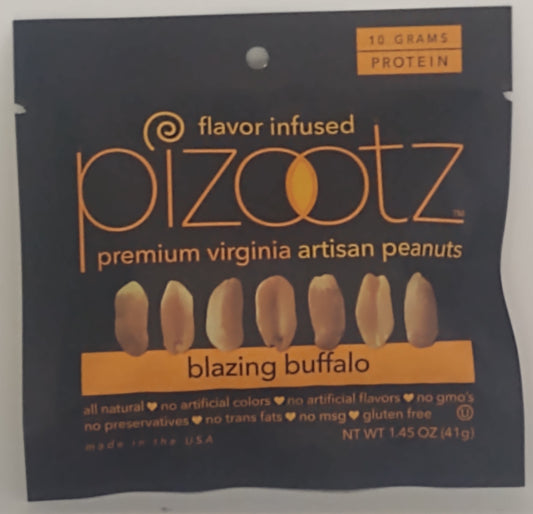 10 GRAMS
PROTEIN
flavor infused
pizootz™
premium virginia artisan peanuts
blazing buffalo
all natural ♥ no artificial colors ♥ no artificial flavors ♥ no gmo's
no preservatives ♥ no trans fats ♥ no msg ♥ gluten free Ⓤ
made in the USA
NT WT 1.45 OZ (41g)